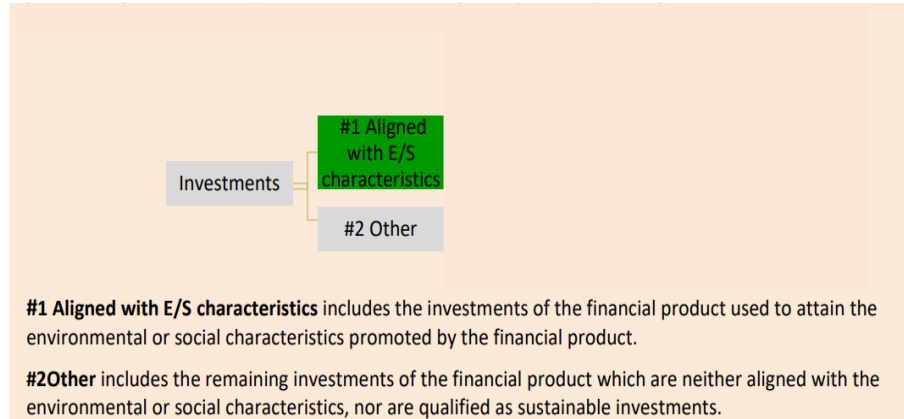 #1 Aligned
with E/S
characteristics
Investments
#2 Other
#1 Aligned with E/S characteristics includes the investments of the financial product used to attain the
environmental or social characteristics promoted by the financial product.
#2Other includes the remaining investments of the financial product which are neither aligned with the
environmental or social characteristics, nor are qualified as sustainable investments.